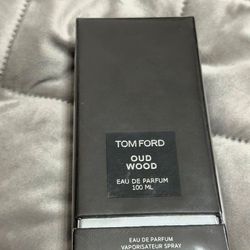 TOM FORD
OUD
WOOD
EAU DE PARFUM
100 ML
EAU DE PARFUM
VAPORISATEUR SPRAY